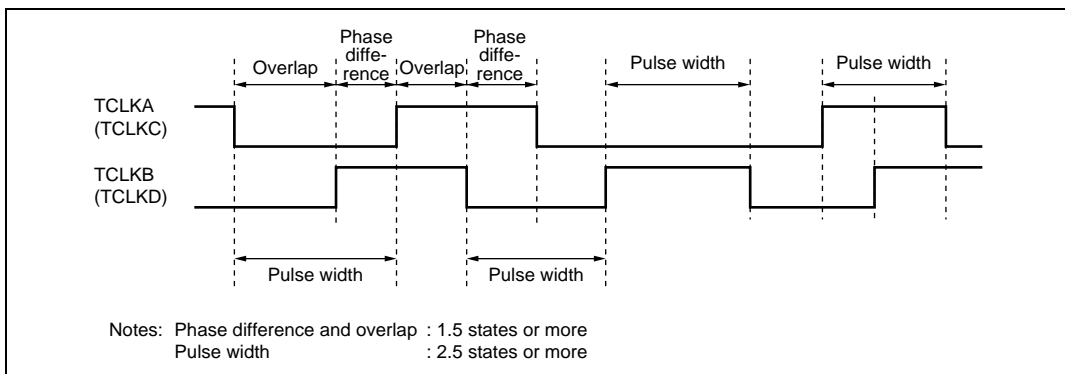 Phase
diffe-
rence
Phase
diffe-
rence
Overlap
Overlap
Pulse width
Pulse width
TCLKA
(TCLKC)
TCLKB
(TCLKD)
Pulse width
Pulse width
Notes: Phase difference and overlap : 1.5 states or more
Pulse width : 2.5 states or more